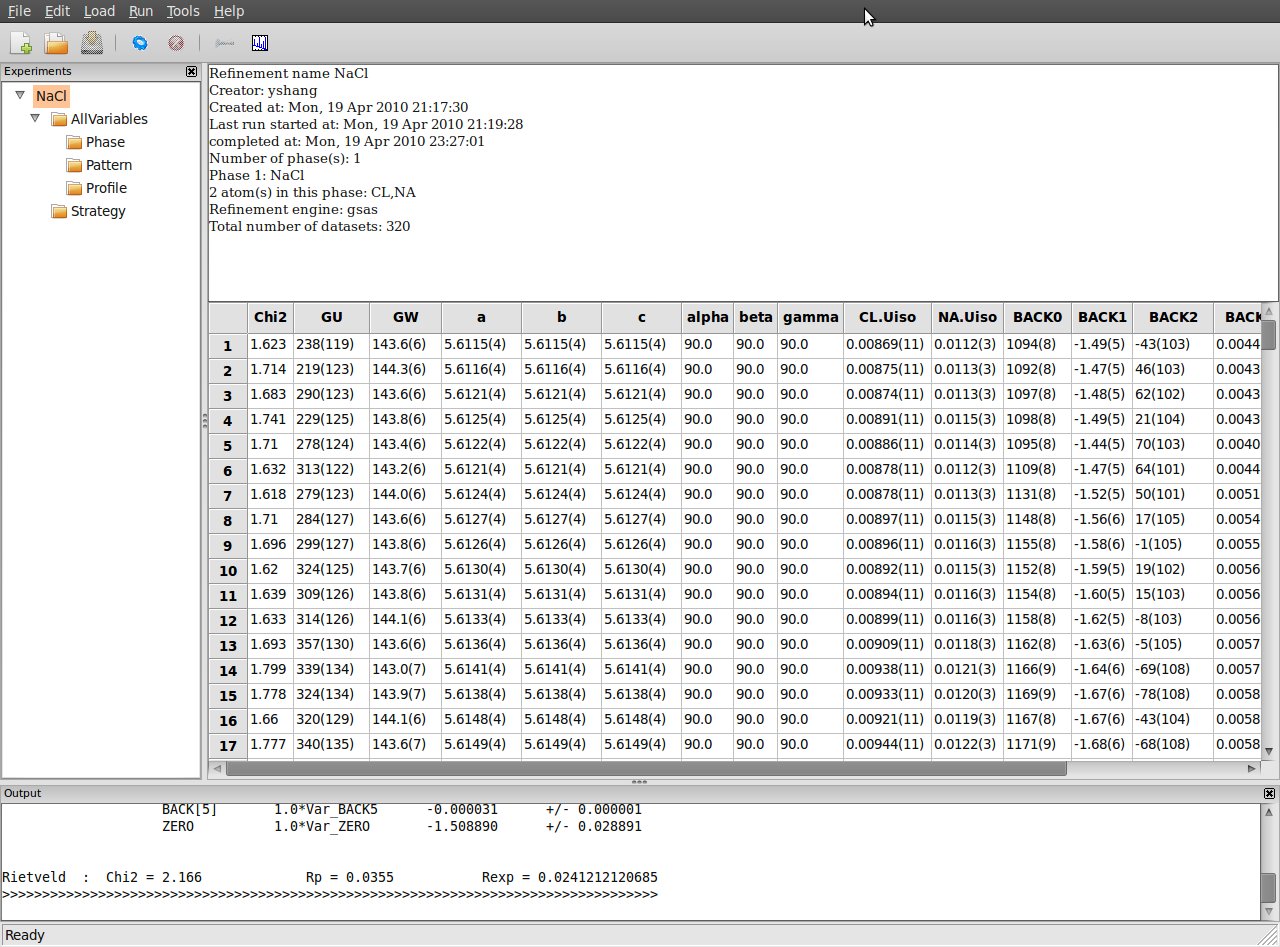 File Edit Load Run Tools Help
Experiments
NaCl
AllVariables
Phase
Pattern
Profile
Strategy
Refinement name NaCl
Creator: yshang
Created at: Mon, 19 Apr 2010 21:17:30
Last run started at: Mon, 19 Apr 2010 21:19:28
completed at: Mon, 19 Apr 2010 23:27:01
Number of phase(s): 1
Phase 1: NaCl
2 atom(s) in this phase: CL,NA
Refinement engine: gsas
Total number of datasets: 320
Chi2 GU GW a b c alpha beta gamma CL.Uiso NA.Uiso BACK0 BACK1 BACK2 BACK
1 1.623 238(119) 143.6(6) 5.6115(4) 5.6115(4) 5.6115(4) 90.0 90.0 90.0 0.00869(11) 0.0112(3) 1094(8) -1.49(5) -43(103) 0.0044
2 1.714 219(123) 144.3(6) 5.6116(4) 5.6116(4) 5.6116(4) 90.0 90.0 90.0 0.00875(11) 0.0113(3) 1092(8) -1.47(5) 46(103) 0.0043
3 1.683 290(123) 143.6(6) 5.6121(4) 5.6121(4) 5.6121(4) 90.0 90.0 90.0 0.00874(11) 0.0113(3) 1097(8) -1.48(5) 62(102) 0.0043
4 1.741 229(125) 143.8(6) 5.6125(4) 5.6125(4) 5.6125(4) 90.0 90.0 90.0 0.00891(11) 0.0115(3) 1098(8) -1.49(5) 21(104) 0.0043
5 1.71 278(124) 143.4(6) 5.6122(4) 5.6122(4) 5.6122(4) 90.0 90.0 90.0 0.00886(11) 0.0114(3) 1095(8) -1.44(5) 70(103) 0.0040
6 1.632 313(122) 143.2(6) 5.6121(4) 5.6121(4) 5.6121(4) 90.0 90.0 90.0 0.00878(11) 0.0112(3) 1109(8) -1.47(5) 64(101) 0.0044
7 1.618 279(123) 144.0(6) 5.6124(4) 5.6124(4) 5.6124(4) 90.0 90.0 90.0 0.00878(11) 0.0113(3) 1131(8) -1.52(5) 50(101) 0.0051
8 1.71 284(127) 143.6(6) 5.6127(4) 5.6127(4) 5.6127(4) 90.0 90.0 90.0 0.00897(11) 0.0115(3) 1148(8) -1.56(6) 17(105) 0.0054
9 1.696 299(127) 143.8(6) 5.6126(4) 5.6126(4) 5.6126(4) 90.0 90.0 90.0 0.00896(11) 0.0116(3) 1155(8) -1.58(6) -1(105) 0.0055
10 1.62 324(125) 143.7(6) 5.6130(4) 5.6130(4) 5.6130(4) 90.0 90.0 90.0 0.00892(11) 0.0115(3) 1152(8) -1.59(5) 19(102) 0.0056
11 1.639 309(126) 143.8(6) 5.6131(4) 5.6131(4) 5.6131(4) 90.0 90.0 90.0 0.00894(11) 0.0116(3) 1154(8) -1.60(5) 15(103) 0.0056
12 1.633 314(126) 144.1(6) 5.6133(4) 5.6133(4) 5.6133(4) 90.0 90.0 90.0 0.00899(11) 0.0116(3) 1158(8) -1.62(5) -8(103) 0.0056
13 1.693 357(130) 143.6(6) 5.6136(4) 5.6136(4) 5.6136(4) 90.0 90.0 90.0 0.00909(11) 0.0118(3) 1162(8) -1.63(6) -5(105) 0.0057
14 1.799 339(134) 143.0(7) 5.6141(4) 5.6141(4) 5.6141(4) 90.0 90.0 90.0 0.00938(11) 0.0121(3) 1166(9) -1.64(6) -69(108) 0.0057
15 1.778 324(134) 143.9(7) 5.6138(4) 5.6138(4) 5.6138(4) 90.0 90.0 90.0 0.00933(11) 0.0120(3) 1169(9) -1.67(6) -78(108) 0.0058
16 1.66 320(129) 144.1(6) 5.6148(4) 5.6148(4) 5.6148(4) 90.0 90.0 90.0 0.00921(11) 0.0119(3) 1167(8) -1.67(6) -43(104) 0.0058
17 1.777 340(135) 143.6(7) 5.6149(4) 5.6149(4) 5.6149(4) 90.0 90.0 90.0 0.00944(11) 0.0122(3) 1171(9) -1.68(6) -68(108) 0.0058
Output
BACK[5] 1.0*Var_BACK5 -0.000031 +/- 0.000001
ZERO 1.0*Var_ZERO -1.508890 +/- 0.028891
Rietveld : Chi2 = 2.166 Rp = 0.0355 Rexp = 0.0241212120685
>>>>>>>>>>>>>>>>>>>>>>>>>>>>>>>>>>>>>>>>>>>>>>>>>>>>>>>>>>>>>>>>>>>>>>>>>>>>>>>>>>
Ready